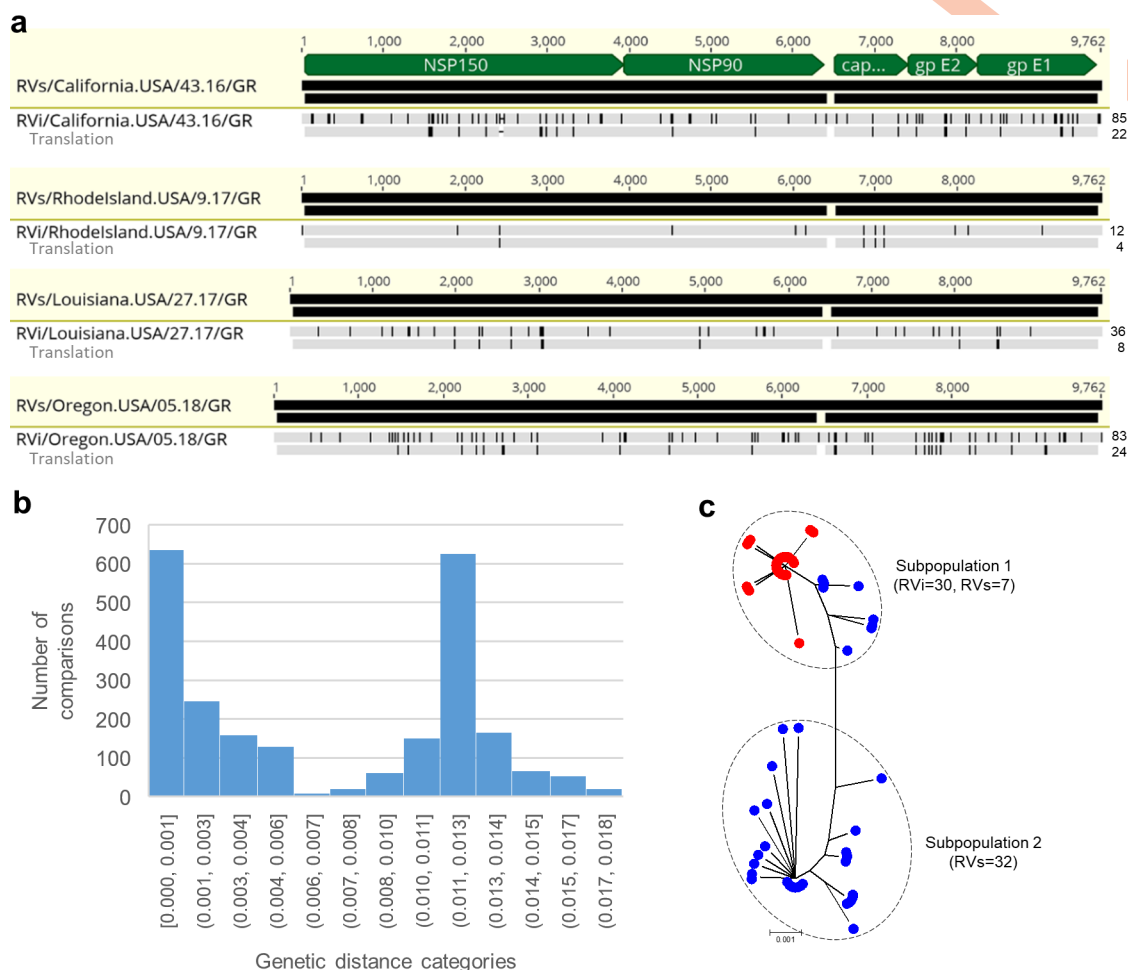 a
1 1,000 2,000 3,000 4,000 5,000 6,000 7,000 8,000 9,762
NSP150 NSP90 cap... gp E2 gp E1
RVs/California.USA/43.16/GR
RVi/California.USA/43.16/GR 85
Translation 22
1 1,000 2,000 3,000 4,000 5,000 6,000 7,000 8,000 9,762
RVs/RhodeIsland.USA/9.17/GR
RVi/RhodeIsland.USA/9.17/GR 12
Translation 4
1 1,000 2,000 3,000 4,000 5,000 6,000 7,000 8,000 9,762
RVs/Louisiana.USA/27.17/GR
RVi/Louisiana.USA/27.17/GR 36
Translation 8
1 1,000 2,000 3,000 4,000 5,000 6,000 7,000 8,000 9,762
RVs/Oregon.USA/05.18/GR
RVi/Oregon.USA/05.18/GR 83
Translation 24
b
700
600
500
400
300
200
100
0
Number of
comparisons
[0.000, 0.001]
(0.001, 0.003]
(0.003, 0.004]
(0.004, 0.006]
(0.006, 0.007]
(0.007, 0.008]
(0.008, 0.010]
(0.010, 0.011]
(0.011, 0.013]
(0.013, 0.014]
(0.014, 0.015]
(0.015, 0.017]
(0.017, 0.018]
Genetic distance categories
c
Subpopulation 1
(RVi=30, RVs=7)
Subpopulation 2
(RVs=32)
0.001